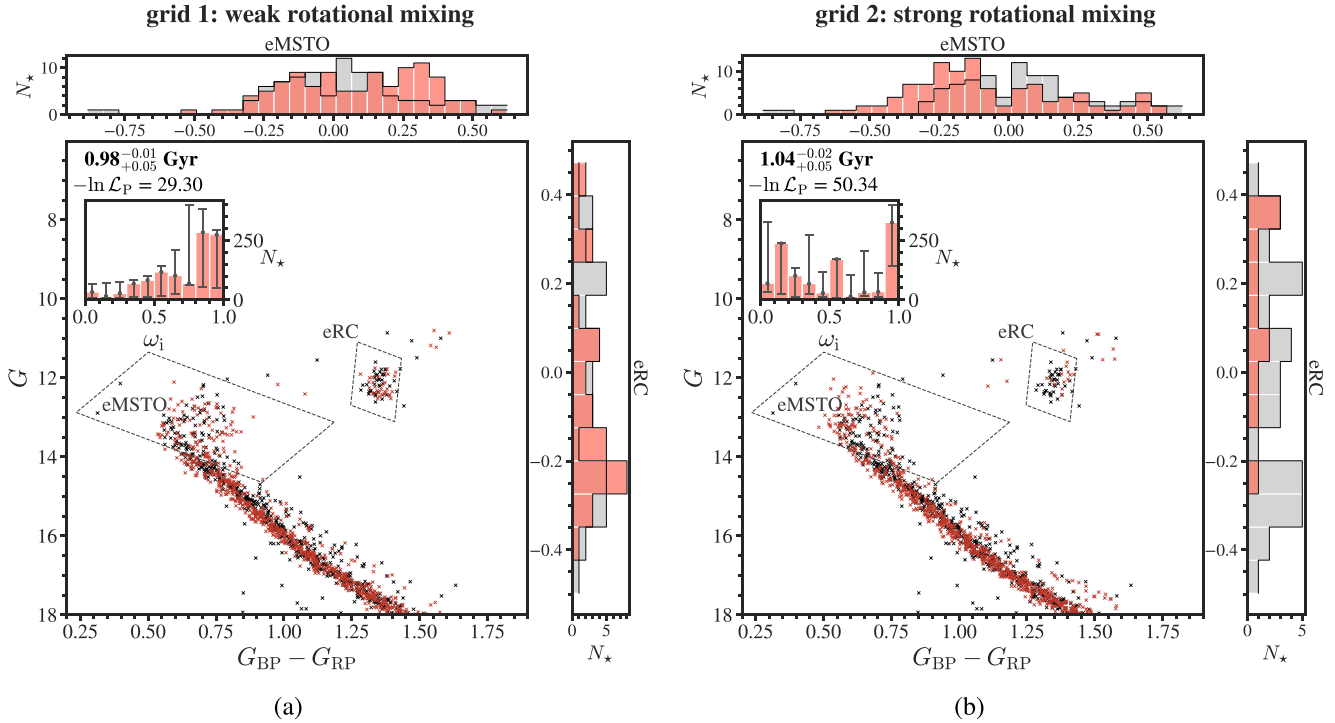 grid 1: weak rotational mixing
eMSTO
N⋆
10
0
−0.75 −0.50 −0.25 0.00 0.25 0.50
0.98 −0.01 +0.05 Gyr
−ln ℒP = 29.30
250
0
N⋆
0.0 0.5 1.0
ωi
eRC
eMSTO
G
8
10
12
14
16
18
0.25 0.50 0.75 1.00 1.25 1.50 1.75
GBP − GRP
0.4
0.2
0.0
−0.2
−0.4
eRC
0 5
N⋆
(a)
grid 2: strong rotational mixing
eMSTO
N⋆
10
0
−0.75 −0.50 −0.25 0.00 0.25 0.50
1.04 −0.02 +0.05 Gyr
−ln ℒP = 50.34
250
0
N⋆
0.0 0.5 1.0
ωi
eRC
eMSTO
G
8
10
12
14
16
18
0.25 0.50 0.75 1.00 1.25 1.50 1.75
GBP − GRP
0.4
0.2
0.0
−0.2
−0.4
eRC
0 5
N⋆
(b)